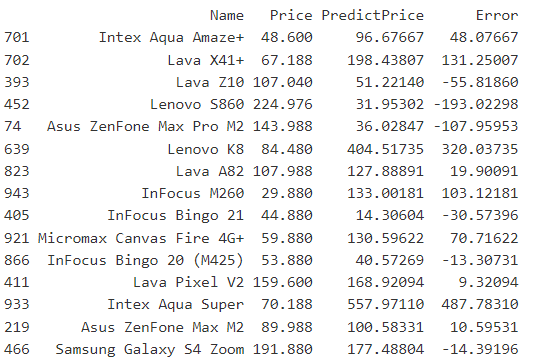 Name Price PredictPrice Error
701 Intex Aqua Amaze+ 48.600 96.67667 48.07667
702 Lava X41+ 67.188 198.43807 131.25007
393 Lava Z10 107.040 51.22140 -55.81860
452 Lenovo S860 224.976 31.95302 -193.02298
74 Asus ZenFone Max Pro M2 143.988 36.02847 -107.95953
639 Lenovo K8 84.480 404.51735 320.03735
823 Lava A82 107.988 127.88891 19.90091
943 InFocus M260 29.880 133.00181 103.12181
405 InFocus Bingo 21 44.880 14.30604 -30.57396
921 Micromax Canvas Fire 4G+ 59.880 130.59622 70.71622
866 InFocus Bingo 20 (M425) 53.880 40.57269 -13.30731
411 Lava Pixel V2 159.600 168.92094 9.32094
933 Intex Aqua Super 70.188 557.97110 487.78310
219 Asus ZenFone Max M2 89.988 100.58331 10.59531
466 Samsung Galaxy S4 Zoom 191.880 177.48804 -14.39196